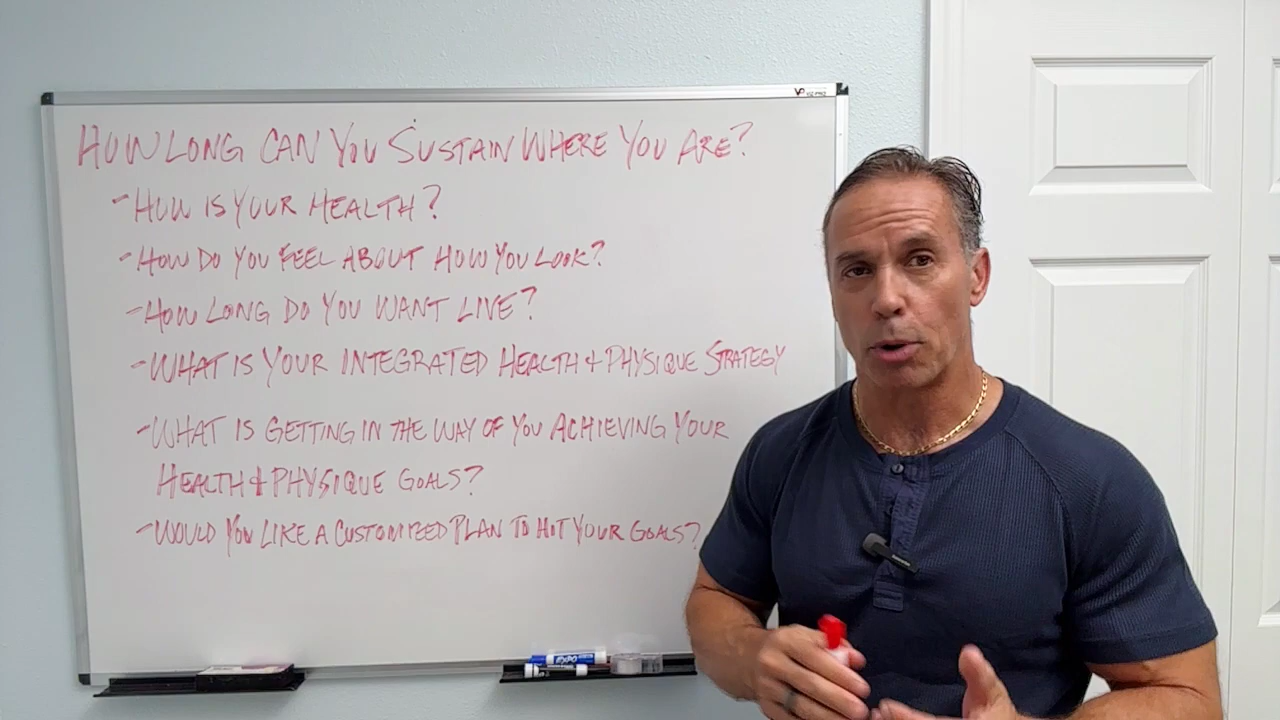 HOW LONG CAN YOU SUSTAIN WHERE YOU ARE?
- HOW IS YOUR HEALTH?
- HOW DO YOU FEEL ABOUT HOW YOU LOOK?
- HOW LONG DO YOU WANT LIVE?
- WHAT IS YOUR INTEGRATED HEALTH & PHYSIQUE STRATEGY
- WHAT IS GETTING IN THE WAY OF YOU ACHIEVING YOUR
HEALTH & PHYSIQUE GOALS?
- WOULD YOU LIKE A CUSTOMIZED PLAN TO HIT YOUR GOALS?
EXPO